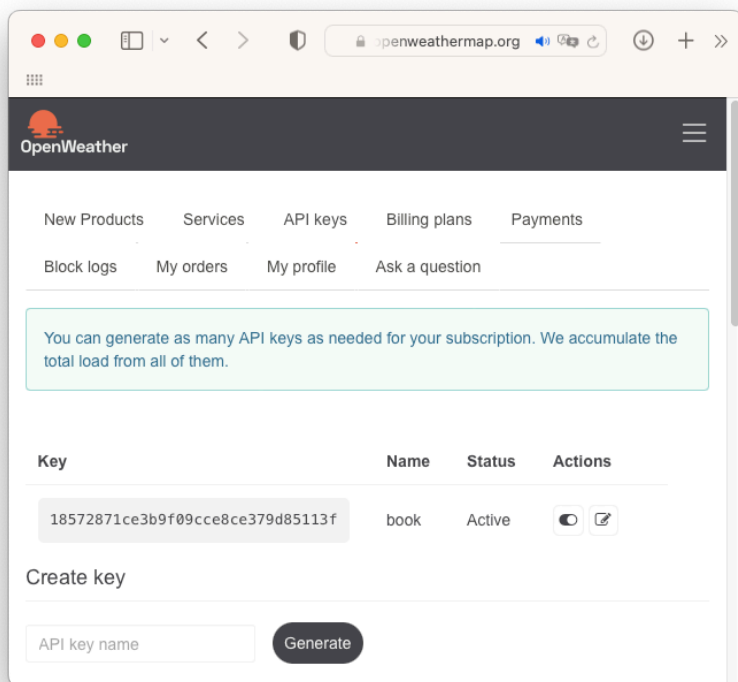 openweathermap.org
OpenWeather
New Products Services API keys Billing plans Payments
Block logs My orders My profile Ask a question
You can generate as many API keys as needed for your subscription. We accumulate the
total load from all of them.
Key Name Status Actions
18572871ce3b9f09cce8ce379d85113f book Active
Create key
API key name Generate